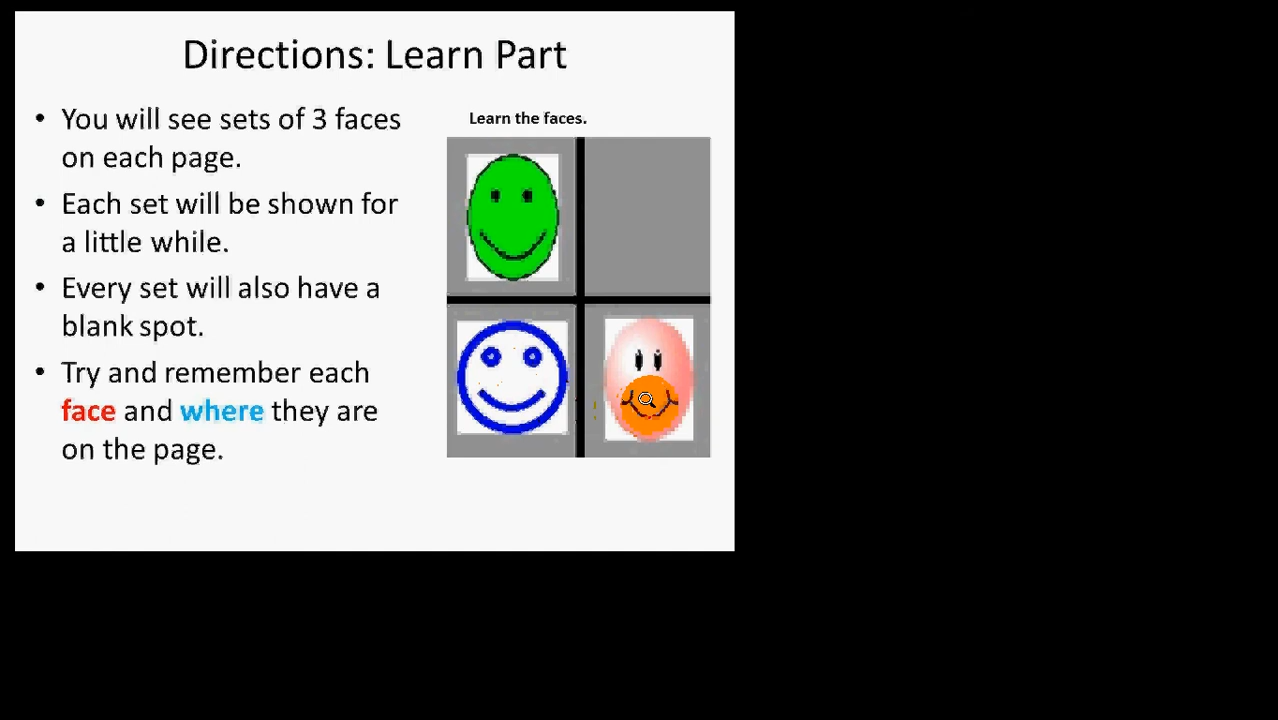 Directions: Learn Part
• You will see sets of 3 faces
on each page.
• Each set will be shown for
a little while.
• Every set will also have a
blank spot.
• Try and remember each
face and where they are
on the page.
Learn the faces.